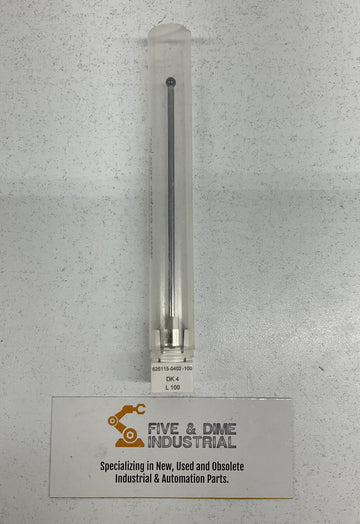 626115-0402-100
DK 4
L 100
FIVE & DIME
INDUSTRIAL
Specializing in New, Used and Obsolete
Industrial & Automation Parts.